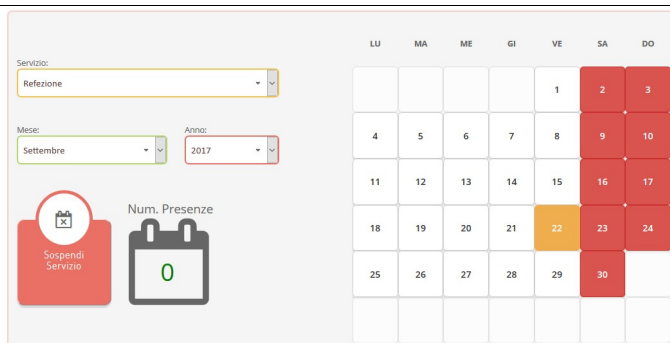 Servizio:
Refezione
Mese:
Anno:
Settembre
2017
Sospendi
Servizio
Num. Presenze
0
LU MA ME GI VE SA DO
1 2 3
4 5 6 7 8 9 10
11 12 13 14 15 16 17
18 19 20 21 22 23 24
25 26 27 28 29 30